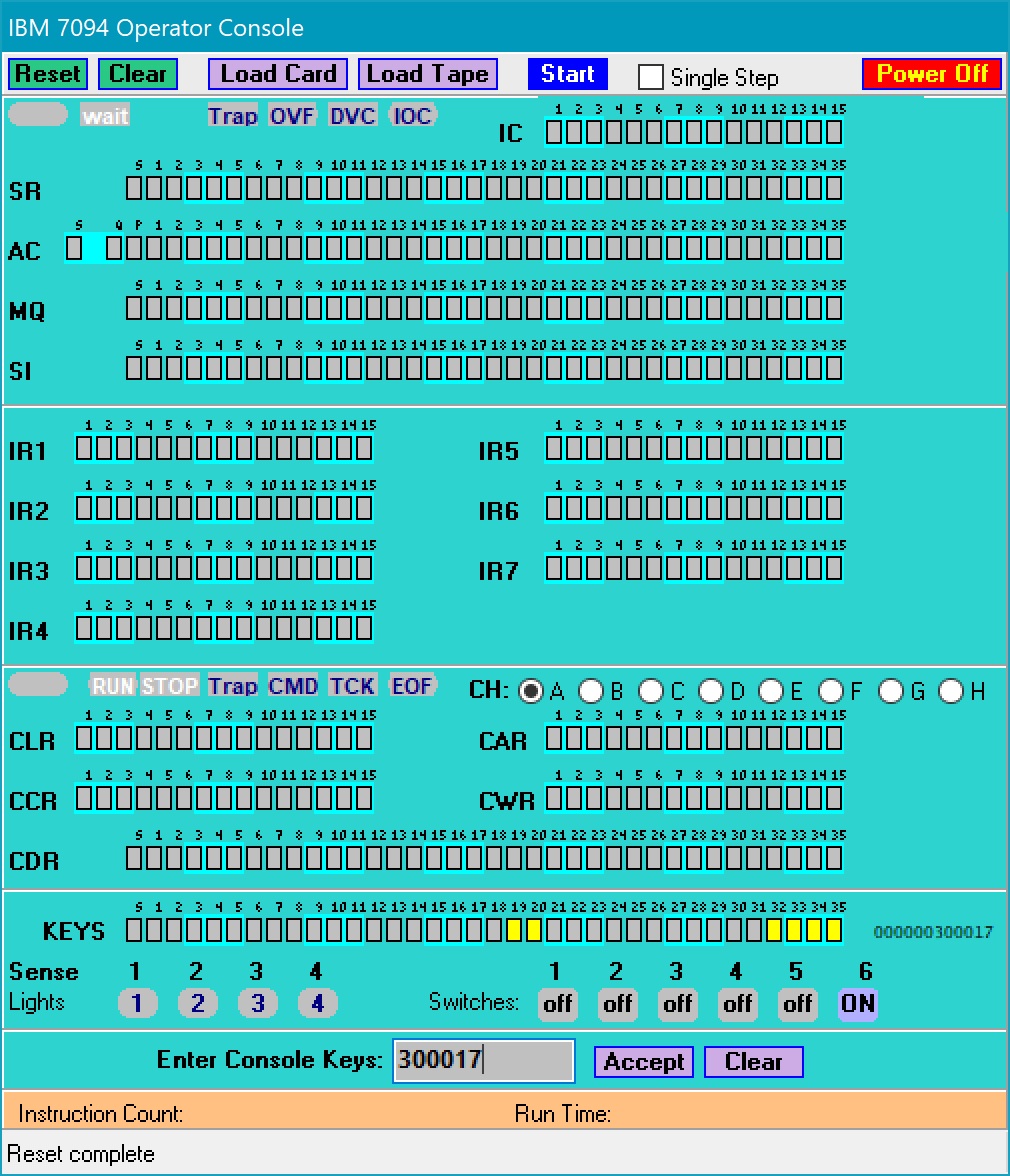 IBM 7094 Operator Console
Reset Clear Load Card Load Tape Start Single Step Power Off
wait Trap OVF DVC IOC
1 2 3 4 5 6 7 8 9 10 11 12 13 14 15
IC
S 1 2 3 4 5 6 7 8 9 10 11 12 13 14 15 16 17 18 19 20 21 22 23 24 25 26 27 28 29 30 31 32 33 34 35
SR
S Q P 1 2 3 4 5 6 7 8 9 10 11 12 13 14 15 16 17 18 19 20 21 22 23 24 25 26 27 28 29 30 31 32 33 34 35
AC
S 1 2 3 4 5 6 7 8 9 10 11 12 13 14 15 16 17 18 19 20 21 22 23 24 25 26 27 28 29 30 31 32 33 34 35
MQ
S 1 2 3 4 5 6 7 8 9 10 11 12 13 14 15 16 17 18 19 20 21 22 23 24 25 26 27 28 29 30 31 32 33 34 35
SI
1 2 3 4 5 6 7 8 9 10 11 12 13 14 15 1 2 3 4 5 6 7 8 9 10 11 12 13 14 15
IR1 IR5
1 2 3 4 5 6 7 8 9 10 11 12 13 14 15 1 2 3 4 5 6 7 8 9 10 11 12 13 14 15
IR2 IR6
1 2 3 4 5 6 7 8 9 10 11 12 13 14 15 1 2 3 4 5 6 7 8 9 10 11 12 13 14 15
IR3 IR7
1 2 3 4 5 6 7 8 9 10 11 12 13 14 15
IR4
RUN STOP Trap CMD TCK EOF CH: A B C D E F G H
1 2 3 4 5 6 7 8 9 10 11 12 13 14 15 1 2 3 4 5 6 7 8 9 10 11 12 13 14 15
CLR CAR
1 2 3 4 5 6 7 8 9 10 11 12 13 14 15 1 2 3 4 5 6 7 8 9 10 11 12 13 14 15
CCR CWR
S 1 2 3 4 5 6 7 8 9 10 11 12 13 14 15 16 17 18 19 20 21 22 23 24 25 26 27 28 29 30 31 32 33 34 35
CDR
S 1 2 3 4 5 6 7 8 9 10 11 12 13 14 15 16 17 18 19 20 21 22 23 24 25 26 27 28 29 30 31 32 33 34 35
KEYS 000000300017
Sense 1 2 3 4 1 2 3 4 5 6
Lights 1 2 3 4 Switches: off off off off off ON
Enter Console Keys: 300017 Accept Clear
Instruction Count: Run Time:
Reset complete